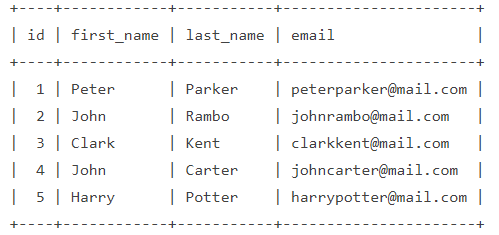 +----+------------+-----------+----------------------+
| id | first_name | last_name | email                |
+----+------------+-----------+----------------------+
|  1 | Peter      | Parker    | peterparker@mail.com |
|  2 | John       | Rambo     | johnrambo@mail.com   |
|  3 | Clark      | Kent      | clarkkent@mail.com   |
|  4 | John       | Carter    | johncarter@mail.com  |
|  5 | Harry      | Potter    | harrypotter@mail.com |
+----+------------+-----------+----------------------+